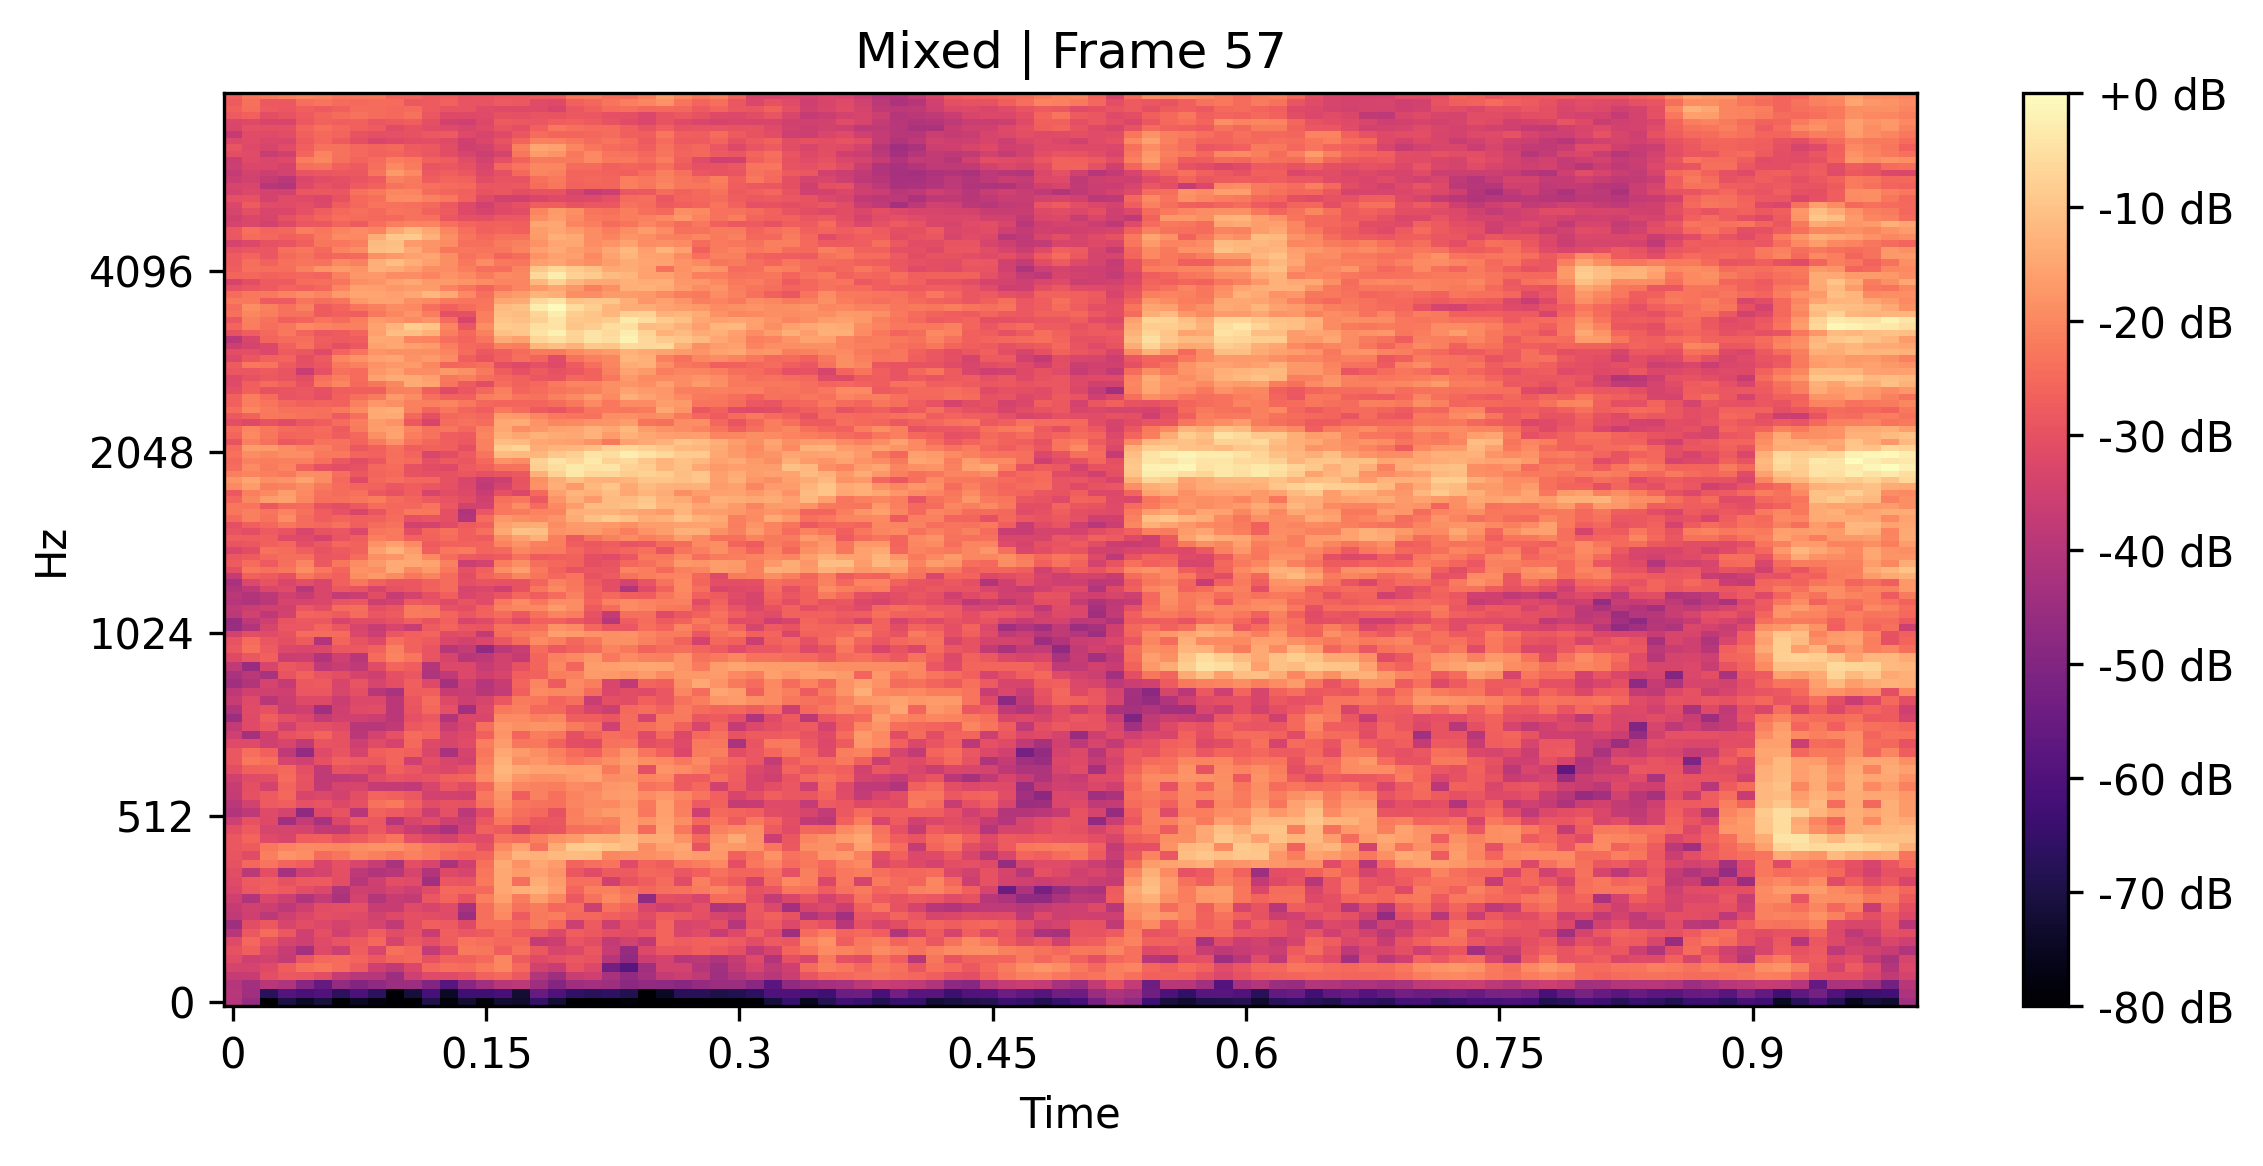 Mixed | Frame 57
+0 dB
-10 dB
-20 dB
-30 dB
-40 dB
-50 dB
-60 dB
-70 dB
-80 dB
4096
2048
1024
512
0
Hz
0 0.15 0.3 0.45 0.6 0.75 0.9
Time